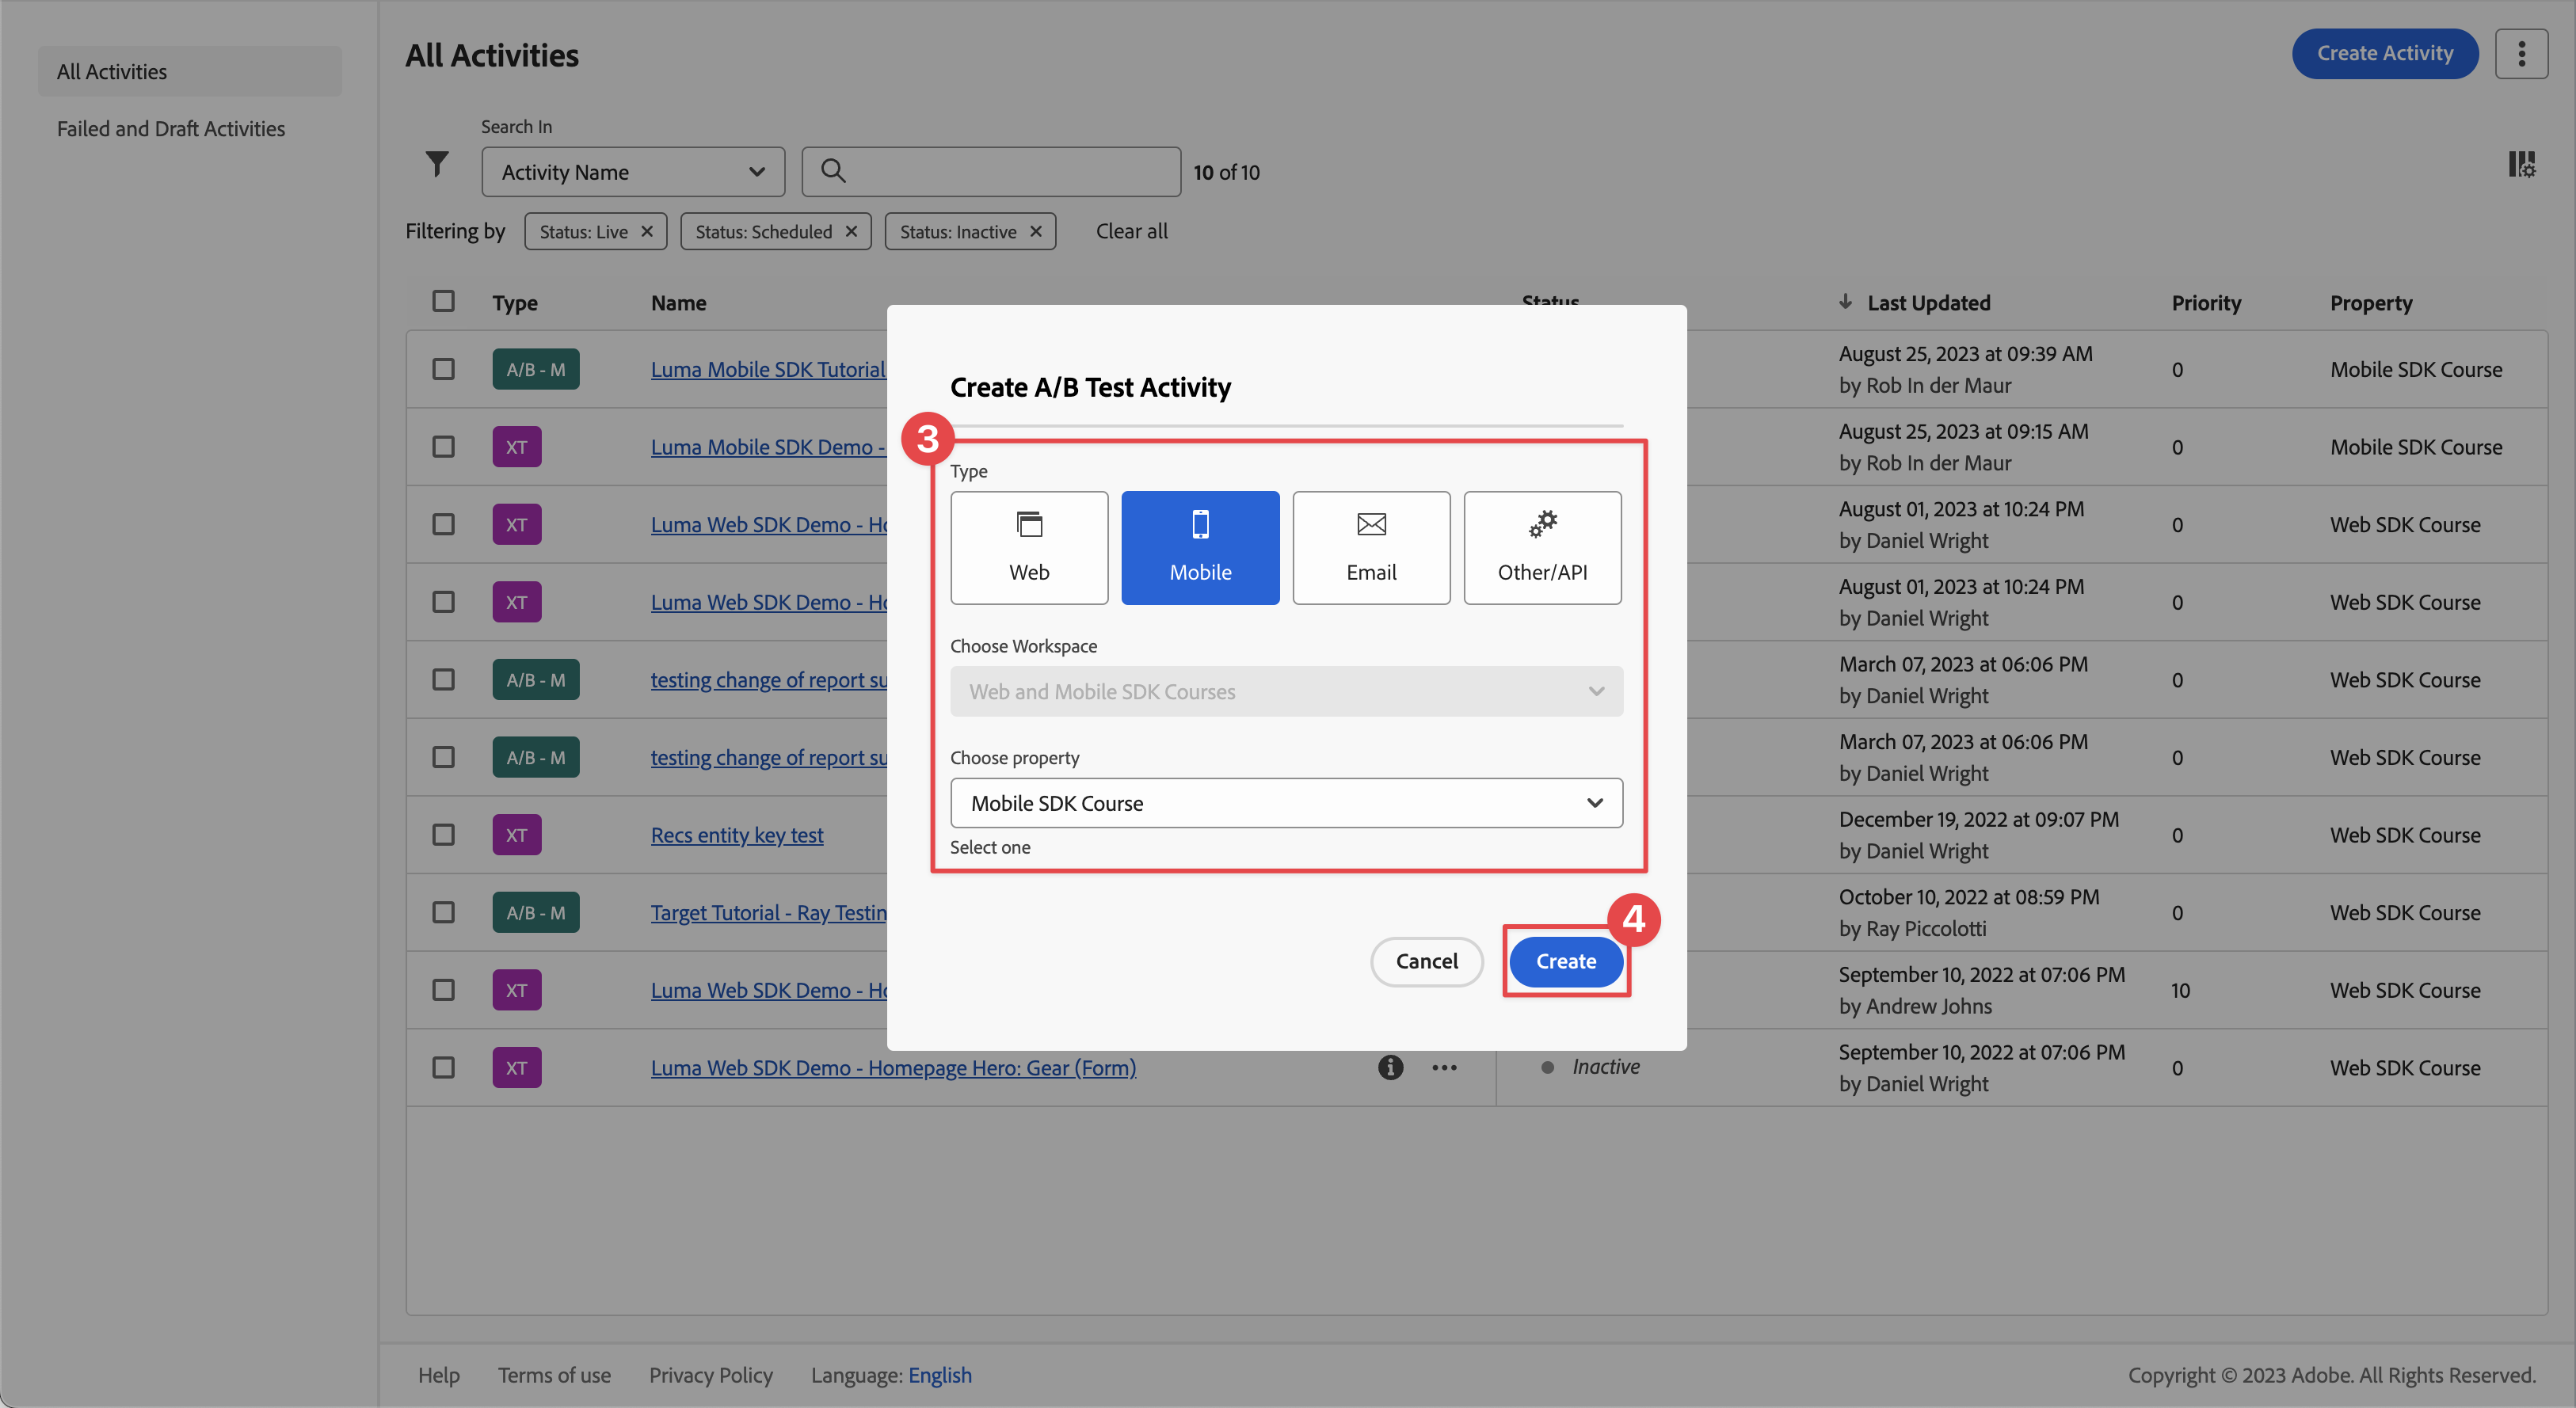 All Activities
Failed and Draft Activities
All Activities
Create Activity
Search In
Activity Name
10 of 10
Filtering by Status: Live Status: Scheduled Status: Inactive Clear all
Type Name Status Last Updated Priority Property
A/B - M Luma Mobile SDK Tutorial August 25, 2023 at 09:39 AM 0 Mobile SDK Course
by Rob In der Maur
XT Luma Mobile SDK Demo - August 25, 2023 at 09:15 AM 0 Mobile SDK Course
by Rob In der Maur
XT Luma Web SDK Demo - August 01, 2023 at 10:24 PM 0 Web SDK Course
by Daniel Wright
XT Luma Web SDK Demo - August 01, 2023 at 10:24 PM 0 Web SDK Course
by Daniel Wright
A/B - M testing change of report March 07, 2023 at 06:06 PM 0 Web SDK Course
by Daniel Wright
A/B - M testing change of report March 07, 2023 at 06:06 PM 0 Web SDK Course
by Daniel Wright
XT Recs entity key test December 19, 2022 at 09:07 PM 0 Web SDK Course
by Daniel Wright
A/B - M Target Tutorial - Ray October 10, 2022 at 08:59 PM 0 Web SDK Course
by Ray Piccolotti
XT Luma Web SDK Demo - September 10, 2022 at 07:06 PM 10 Web SDK Course
by Andrew Johns
XT Luma Web SDK Demo - Homepage Hero: Gear (Form) Inactive September 10, 2022 at 07:06 PM 0 Web SDK Course
by Daniel Wright
Create A/B Test Activity
3
Type
Web Mobile Email Other/API
Choose Workspace
Web and Mobile SDK Courses
Choose property
Mobile SDK Course
Select one
4
Cancel Create
Help Terms of use Privacy Policy Language: English Copyright © 2023 Adobe. All Rights Reserved.